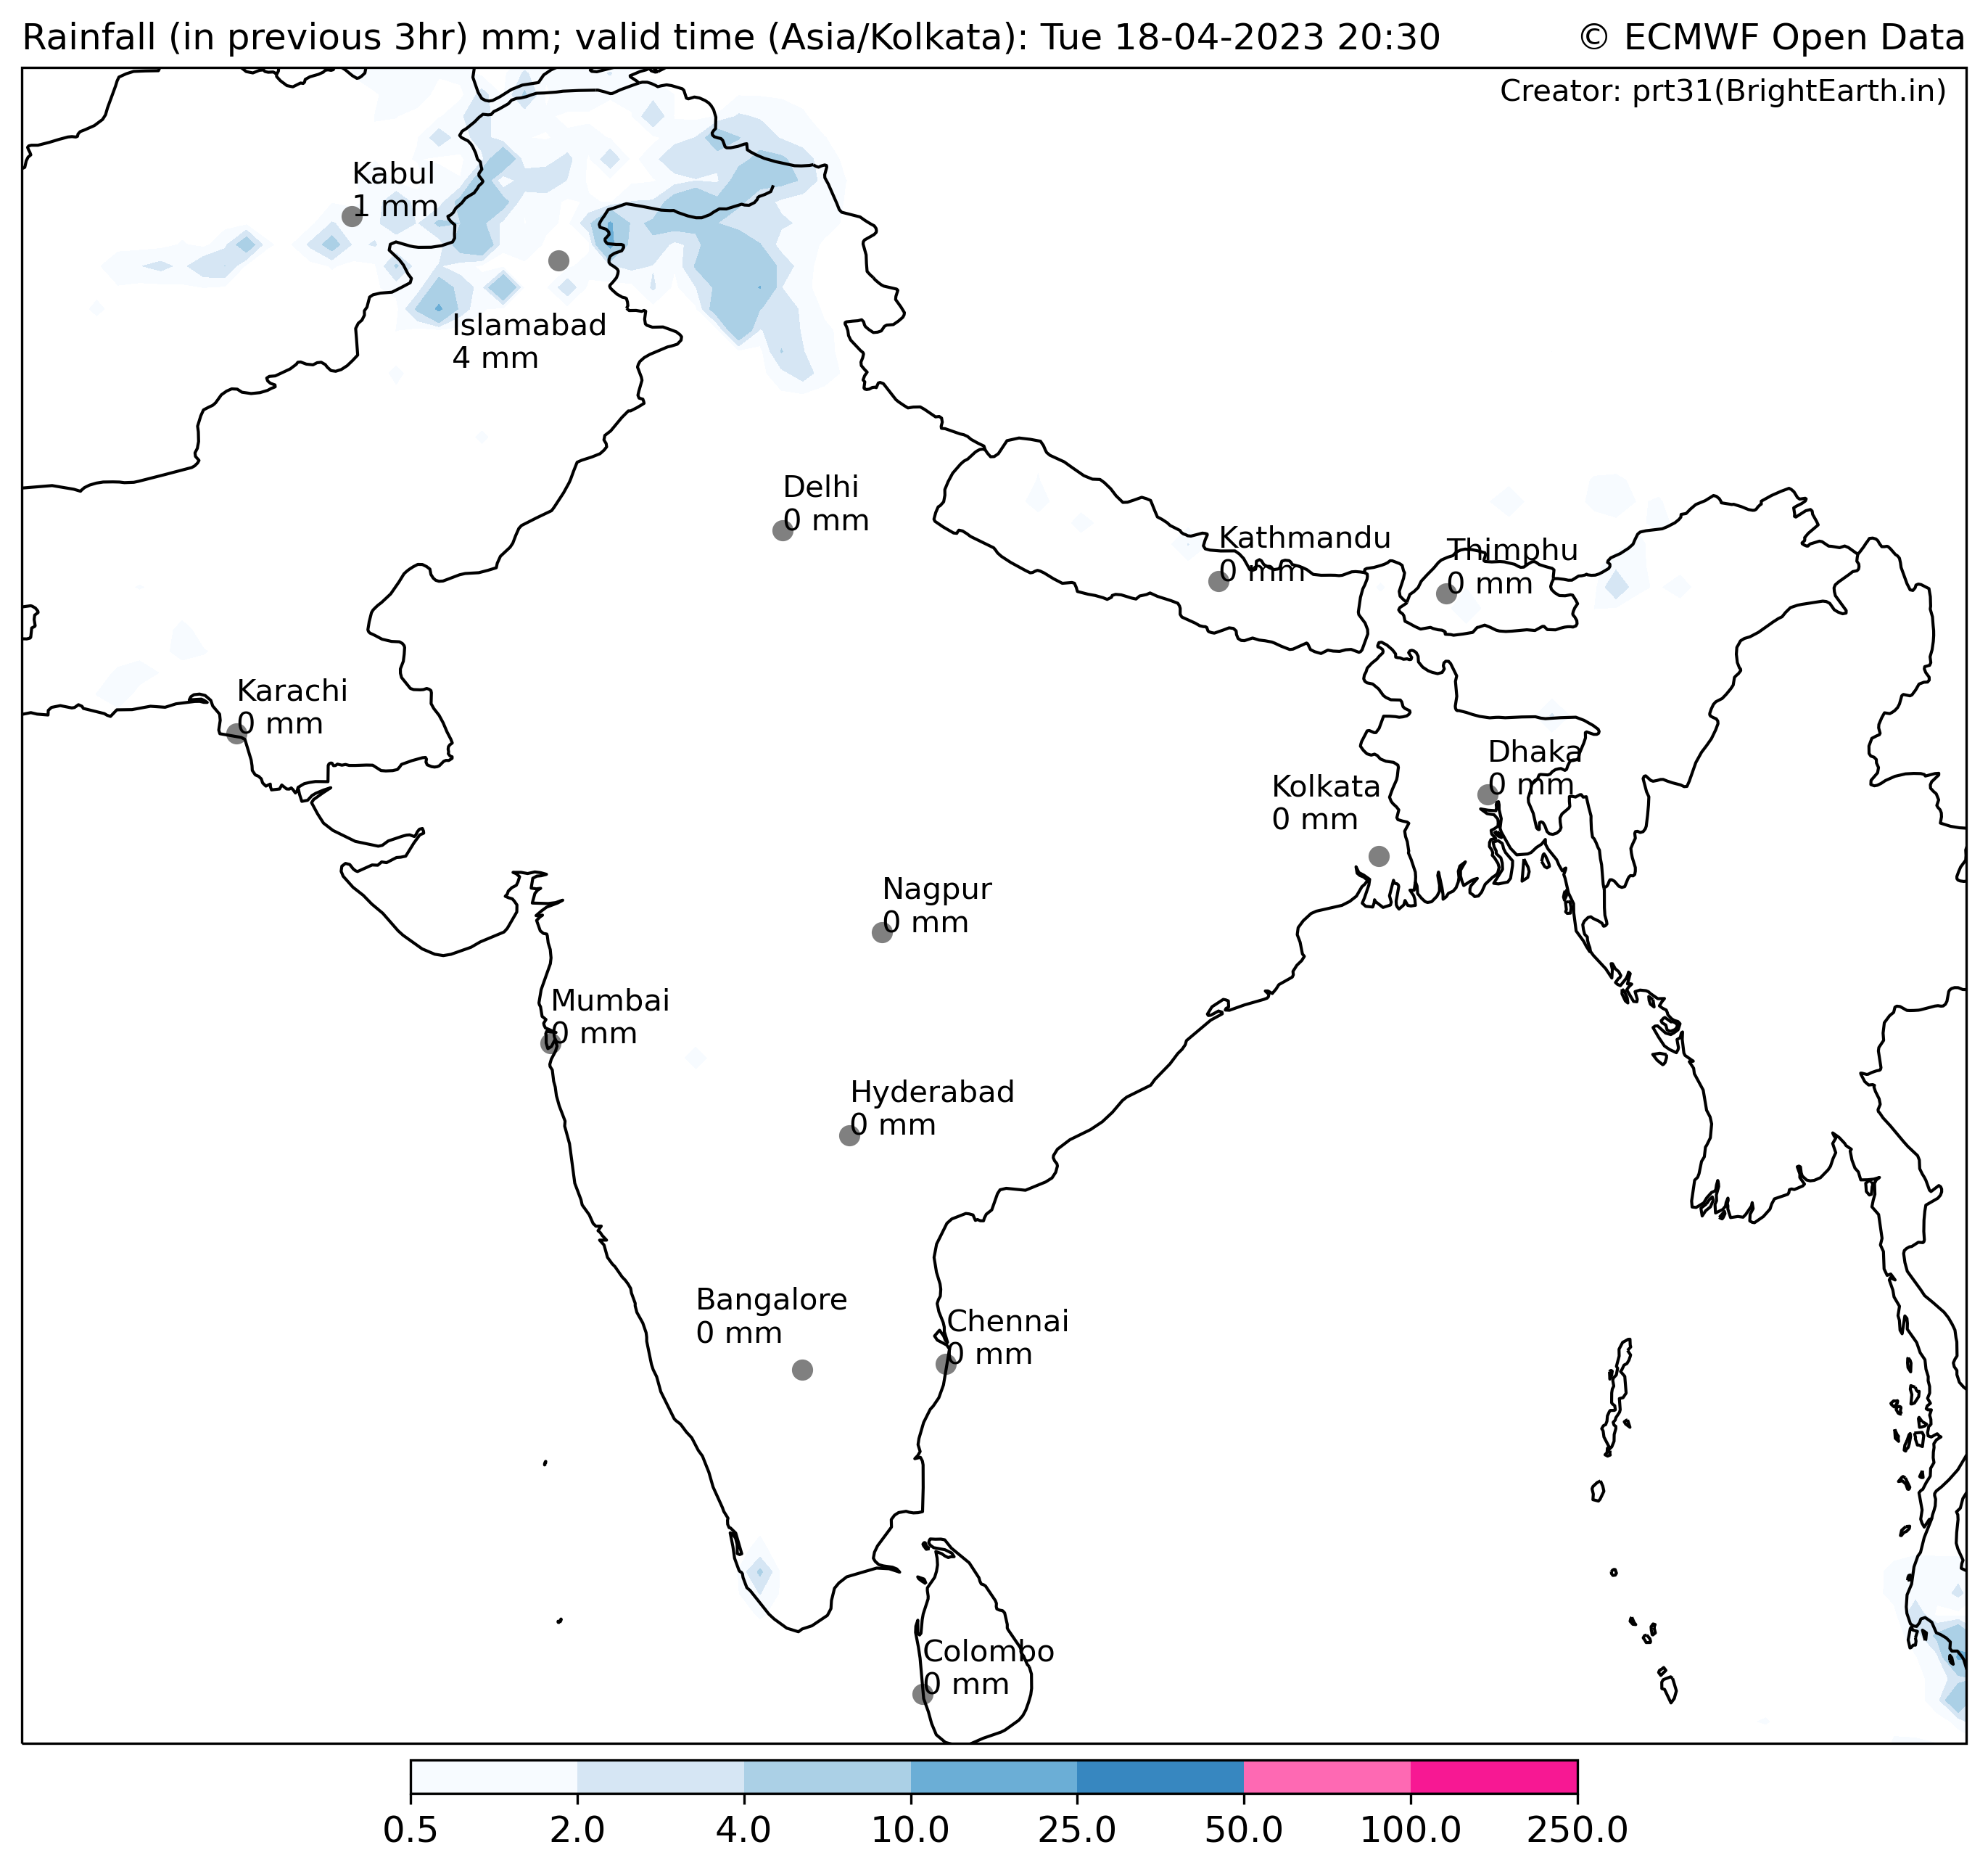 Rainfall (in previous 3hr) mm; valid time (Asia/Kolkata): Tue 18-04-2023 20:30
© ECMWF Open Data
Creator: prt31(BrightEarth.in)
Kabul
1 mm
Islamabad
4 mm
Delhi
0 mm
Kathmandu
0 mm
Thimphu
0 mm
Karachi
0 mm
Dhaka
0 mm
Kolkata
0 mm
Nagpur
0 mm
Mumbai
0 mm
Hyderabad
0 mm
Bangalore
0 mm
Chennai
0 mm
Colombo
0 mm
0.5 2.0 4.0 10.0 25.0 50.0 100.0 250.0